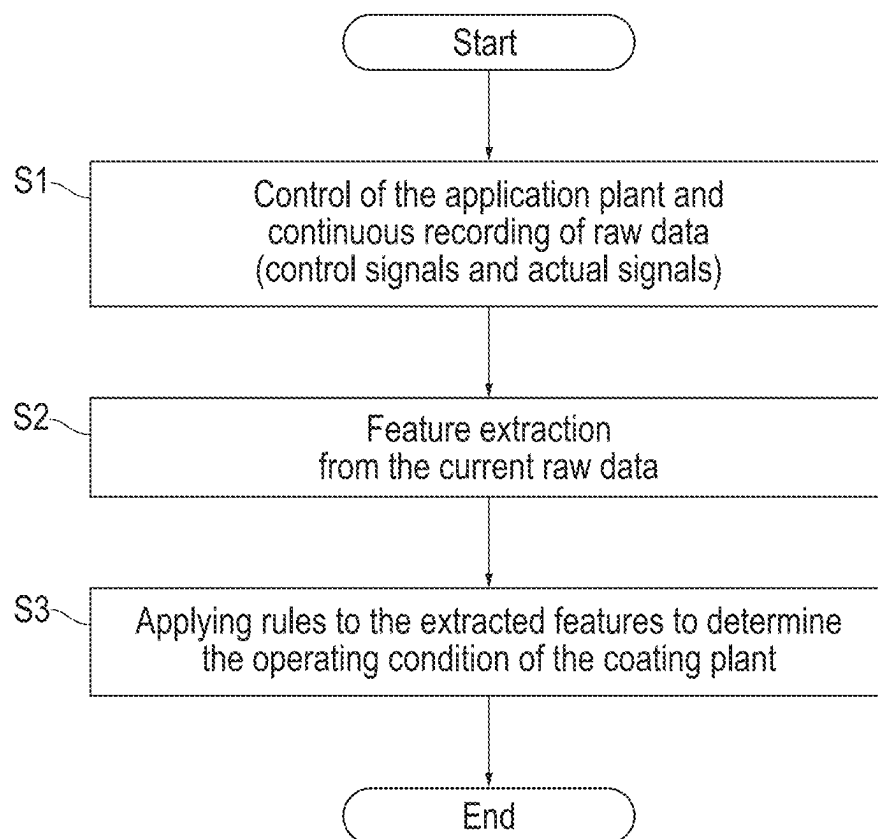 Start
S1
Control of the application plant and
continuous recording of raw data
(control signals and actual signals)
S2
Feature extraction
from the current raw data
S3
Applying rules to the extracted features to determine
the operating condition of the coating plant
End